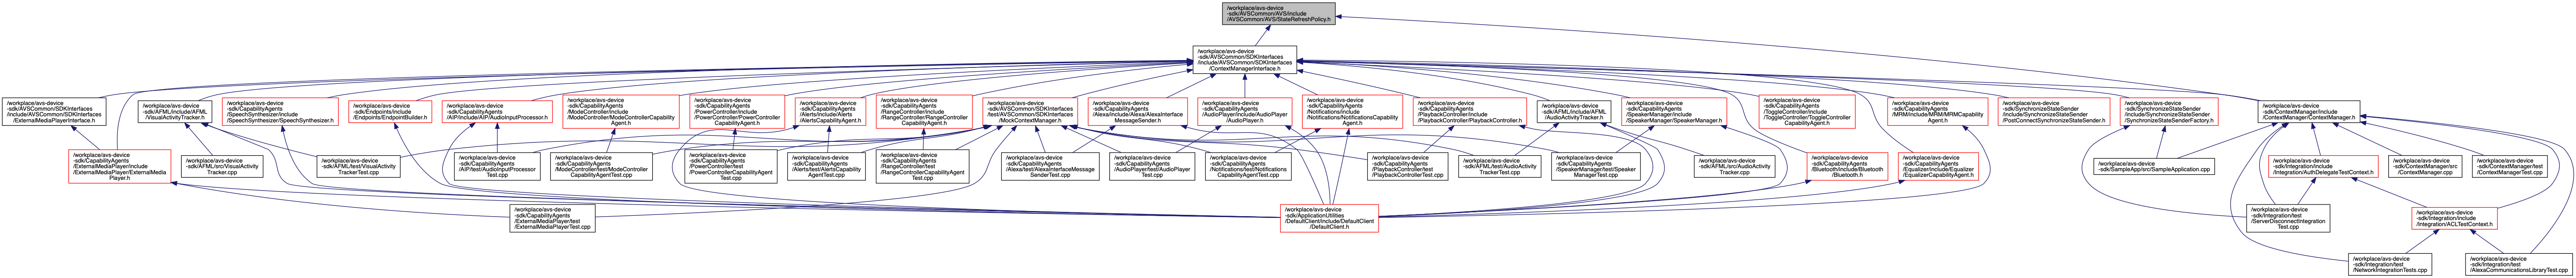 /workplace/avs-device
-sdk/AVSCommon/AVS/include
/AVSCommon/AVS/StateRefreshPolicy.h
/workplace/avs-device
-sdk/AVSCommon/SDKInterfaces
/include/AVSCommon/SDKInterfaces
/ContextManagerInterface.h
/workplace/avs-device
-sdk/AVSCommon/SDKInterfaces
/include/AVSCommon/SDKInterfaces
/ExternalMediaPlayerInterface.h
/workplace/avs-device
-sdk/AFML/include/AFML
/VisualActivityTracker.h
/workplace/avs-device
-sdk/CapabilityAgents
/SpeechSynthesizer/include
/SpeechSynthesizer/SpeechSynthesizer.h
/workplace/avs-device
-sdk/Endpoints/include
/Endpoints/EndpointBuilder.h
/workplace/avs-device
-sdk/CapabilityAgents
/AIP/include/AIP/AudioInputProcessor.h
/workplace/avs-device
-sdk/CapabilityAgents
/ModeController/include
/ModeController/ModeControllerCapability
Agent.h
/workplace/avs-device
-sdk/CapabilityAgents
/PowerController/include
/PowerController/PowerController
CapabilityAgent.h
/workplace/avs-device
-sdk/CapabilityAgents
/Alerts/include/Alerts
/AlertsCapabilityAgent.h
/workplace/avs-device
-sdk/CapabilityAgents
/RangeController/include
/RangeController/RangeController
CapabilityAgent.h
/workplace/avs-device
-sdk/AVSCommon/SDKInterfaces
/test/AVSCommon/SDKInterfaces
/MockContextManager.h
/workplace/avs-device
-sdk/CapabilityAgents
/Alexa/include/Alexa/AlexaInterface
MessageSender.h
/workplace/avs-device
-sdk/CapabilityAgents
/AudioPlayer/include/AudioPlayer
/AudioPlayer.h
/workplace/avs-device
-sdk/CapabilityAgents
/Notifications/include
/Notifications/NotificationsCapability
Agent.h
/workplace/avs-device
-sdk/CapabilityAgents
/PlaybackController/include
/PlaybackController/PlaybackController.h
/workplace/avs-device
-sdk/AFML/include/AFML
/AudioActivityTracker.h
/workplace/avs-device
-sdk/CapabilityAgents
/SpeakerManager/include
/SpeakerManager/SpeakerManager.h
/workplace/avs-device
-sdk/CapabilityAgents
/ToggleController/include
/ToggleController/ToggleController
CapabilityAgent.h
/workplace/avs-device
-sdk/CapabilityAgents
/MRM/include/MRM/MRMCapability
Agent.h
/workplace/avs-device
-sdk/SynchronizeStateSender
/include/SynchronizeStateSender
/PostConnectSynchronizeStateSender.h
/workplace/avs-device
-sdk/SynchronizeStateSender
/include/SynchronizeStateSender
/SynchronizeStateSenderFactory.h
/workplace/avs-device
-sdk/ContextManager/include
/ContextManager/ContextManager.h
/workplace/avs-device
-sdk/CapabilityAgents
/ExternalMediaPlayer/include
/ExternalMediaPlayer/ExternalMedia
Player.h
/workplace/avs-device
-sdk/AFML/src/VisualActivity
Tracker.cpp
/workplace/avs-device
-sdk/AFML/test/VisualActivity
TrackerTest.cpp
/workplace/avs-device
-sdk/CapabilityAgents
/AIP/test/AudioInputProcessor
Test.cpp
/workplace/avs-device
-sdk/CapabilityAgents
/ModeController/test/ModeController
CapabilityAgentTest.cpp
/workplace/avs-device
-sdk/CapabilityAgents
/PowerController/test
/PowerControllerCapabilityAgent
Test.cpp
/workplace/avs-device
-sdk/CapabilityAgents
/Alerts/test/AlertsCapability
AgentTest.cpp
/workplace/avs-device
-sdk/CapabilityAgents
/RangeController/test
/RangeControllerCapabilityAgent
Test.cpp
/workplace/avs-device
-sdk/CapabilityAgents
/Alexa/test/AlexaInterfaceMessage
SenderTest.cpp
/workplace/avs-device
-sdk/CapabilityAgents
/AudioPlayer/test/AudioPlayer
Test.cpp
/workplace/avs-device
-sdk/CapabilityAgents
/Notifications/test/Notifications
CapabilityAgentTest.cpp
/workplace/avs-device
-sdk/CapabilityAgents
/PlaybackController/test
/PlaybackControllerTest.cpp
/workplace/avs-device
-sdk/AFML/test/AudioActivity
TrackerTest.cpp
/workplace/avs-device
-sdk/CapabilityAgents
/SpeakerManager/test/Speaker
ManagerTest.cpp
/workplace/avs-device
-sdk/AFML/src/AudioActivity
Tracker.cpp
/workplace/avs-device
-sdk/CapabilityAgents
/Bluetooth/include/Bluetooth
/Bluetooth.h
/workplace/avs-device
-sdk/CapabilityAgents
/Equalizer/include/Equalizer
/EqualizerCapabilityAgent.h
/workplace/avs-device
-sdk/SampleApp/src/SampleApplication.cpp
/workplace/avs-device
-sdk/Integration/include
/Integration/AuthDelegateTestContext.h
/workplace/avs-device
-sdk/ContextManager/src
/ContextManager.cpp
/workplace/avs-device
-sdk/ContextManager/test
/ContextManagerTest.cpp
/workplace/avs-device
-sdk/CapabilityAgents
/ExternalMediaPlayer/test
/ExternalMediaPlayerTest.cpp
/workplace/avs-device
-sdk/ApplicationUtilities
/DefaultClient/include/DefaultClient
/DefaultClient.h
/workplace/avs-device
-sdk/Integration/test
/ServerDisconnectIntegration
Test.cpp
/workplace/avs-device
-sdk/Integration/include
/Integration/ACLTestContext.h
/workplace/avs-device
-sdk/Integration/test
/NetworkIntegrationTests.cpp
/workplace/avs-device
-sdk/Integration/test
/AlexaCommunicationsLibraryTest.cpp